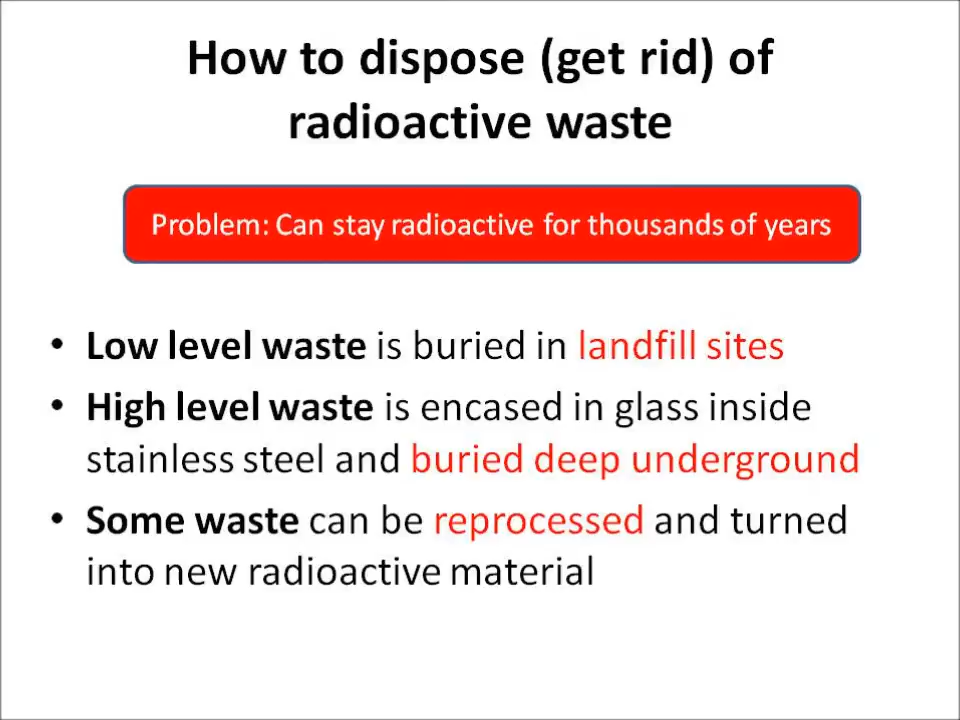 How to dispose (get rid) of
radioactive waste
Problem: Can stay radioactive for thousands of years
• Low level waste is buried in landfill sites
• High level waste is encased in glass inside
stainless steel and buried deep underground
• Some waste can be reprocessed and turned
into new radioactive material